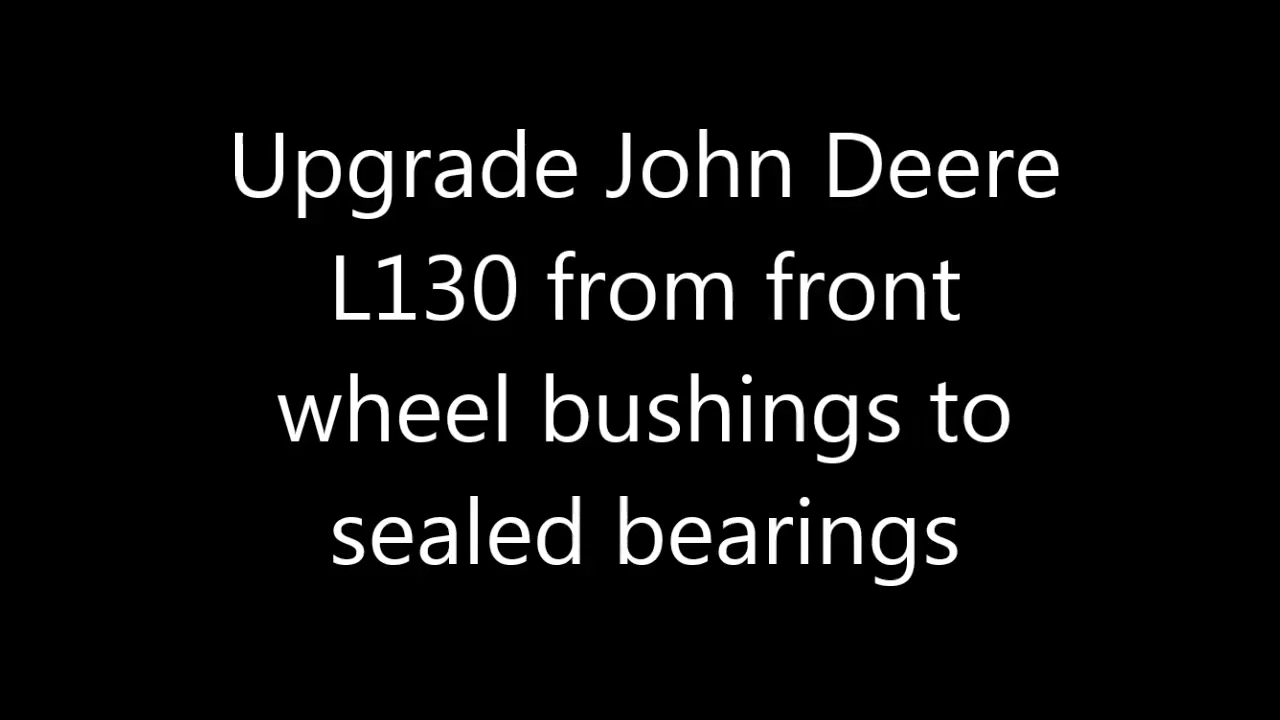 Upgrade John Deere
L130 from front
wheel bushings to
sealed bearings